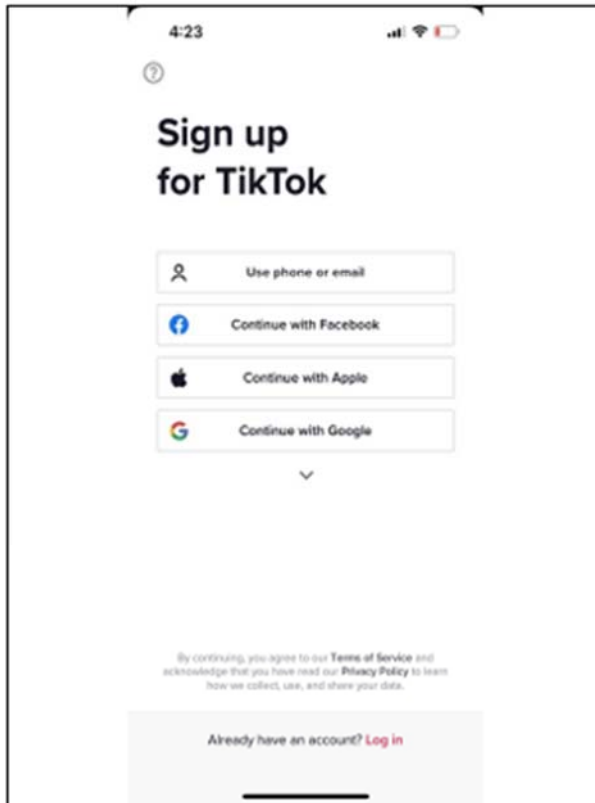 4:23
Sign up
for TikTok
Use phone or email
Continue with Facebook
Continue with Apple
Continue with Google
By continuing, you agree to our Terms of Service and
acknowledge that you have read our Privacy Policy to learn
how we collect, use, and share your data.
Already have an account? Log in